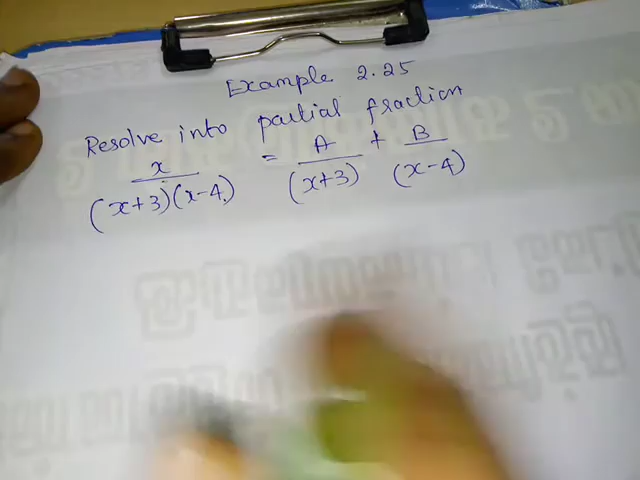 Example 2.25
Resolve into partial fraction
x/((x+3)(x-4)) = A/(x+3) + B/(x-4)